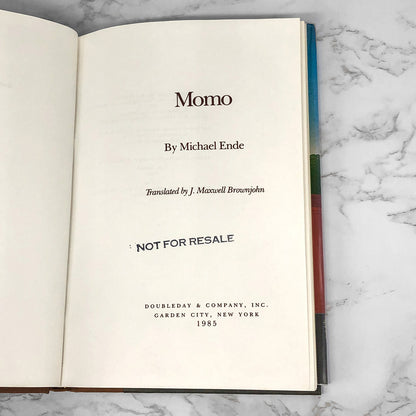 Momo
By Michael Ende
Translated by J. Maxwell Brownjohn
NOT FOR RESALE
DOUBLEDAY & COMPANY, INC.
GARDEN CITY, NEW YORK
1985